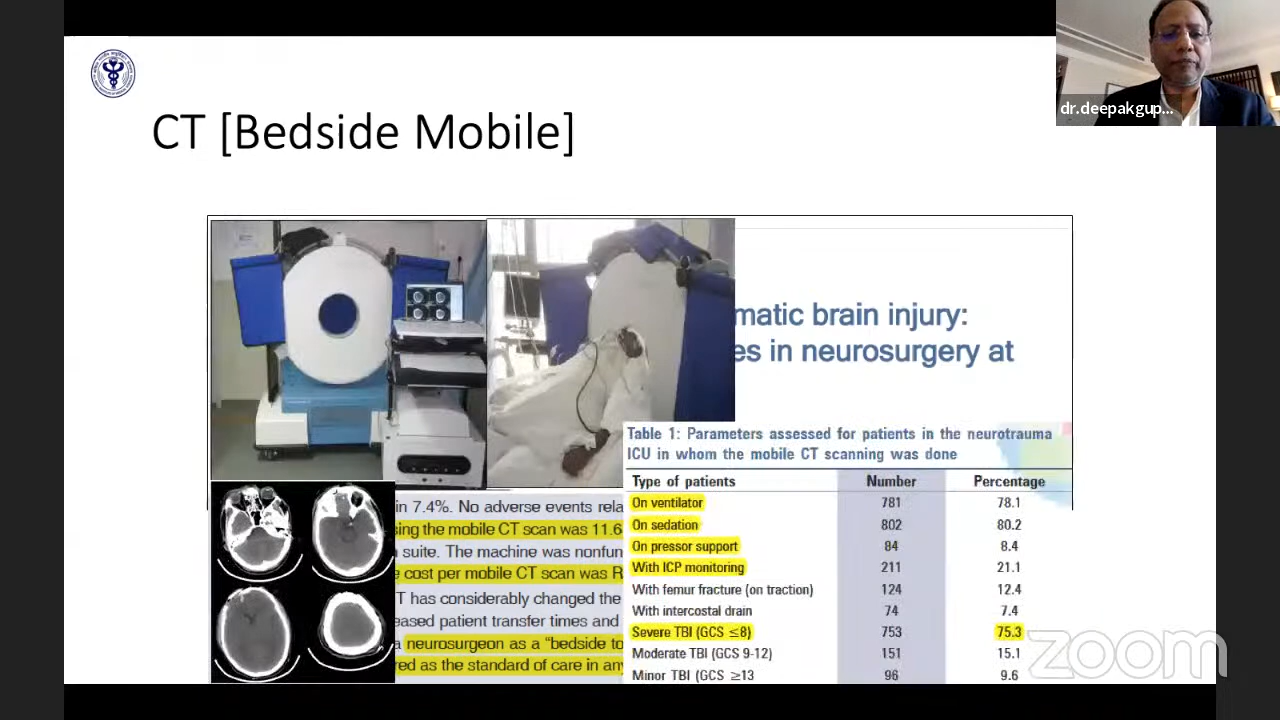 dr.deepakgup...
CT [Bedside Mobile]
matic brain injury:
es in neurosurgery at
in 7.4%. No adverse events rela
sing the mobile CT scan was 11.6
suite. The machine was nonfun
cost per mobile CT scan was R
T has considerably changed the
eased patient transfer times and
a neurosurgeon as a "bedside to
red as the standard of care in any
Table 1: Parameters assessed for patients in the neurotrauma
ICU in whom the mobile CT scanning was done
Type of patients Number Percentage
On ventilator 781 78.1
On sedation 802 80.2
On pressor support 84 8.4
With ICP monitoring 211 21.1
With femur fracture (on traction) 124 12.4
With intercostal drain 74 7.4
Severe TBI (GCS ≤8) 753 75.3
Moderate TBI (GCS 9-12) 151 15.1
Minor TBI (GCS ≥13 96 9.6
zoom